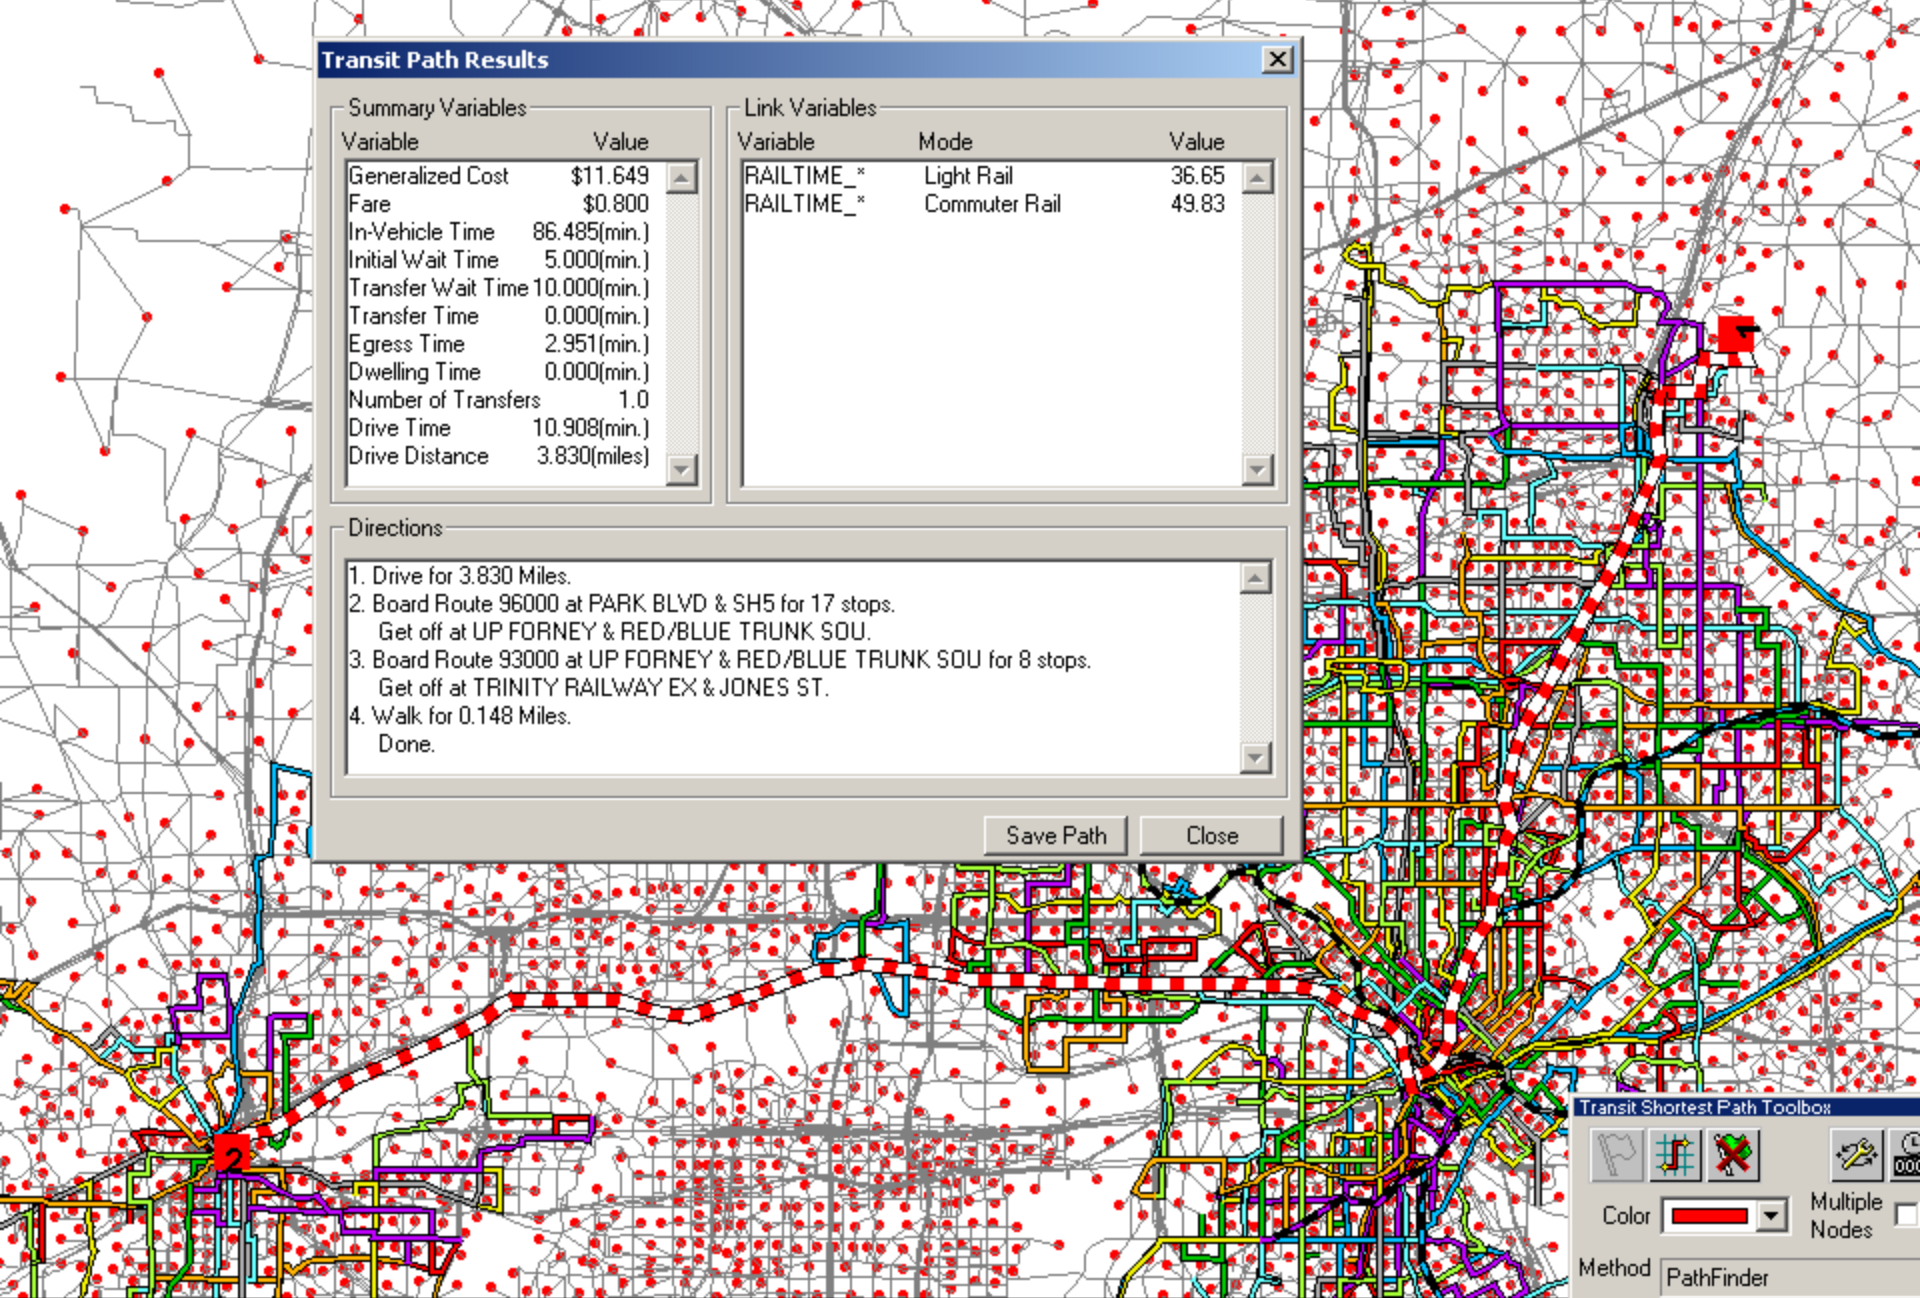 Transit Path Results
Summary Variables
Variable Value
Generalized Cost $11.649
Fare $0.800
In-Vehicle Time 86.485(min.)
Initial Wait Time 5.000(min.)
Transfer Wait Time 10.000(min.)
Transfer Time 0.000(min.)
Egress Time 2.951(min.)
Dwelling Time 0.000(min.)
Number of Transfers 1.0
Drive Time 10.908(min.)
Drive Distance 3.830(miles)
Link Variables
Variable Mode Value
RAILTIME_* Light Rail 36.65
RAILTIME_* Commuter Rail 49.83
Directions
1. Drive for 3.830 Miles.
2. Board Route 96000 at PARK BLVD & SH5 for 17 stops.
Get off at UP FORNEY & RED/BLUE TRUNK SOU.
3. Board Route 93000 at UP FORNEY & RED/BLUE TRUNK SOU for 8 stops.
Get off at TRINITY RAILWAY EX & JONES ST.
4. Walk for 0.148 Miles.
Done.
Save Path Close
1
2
Transit Shortest Path Toolbox
000
Color
Multiple
Nodes
Method PathFinder